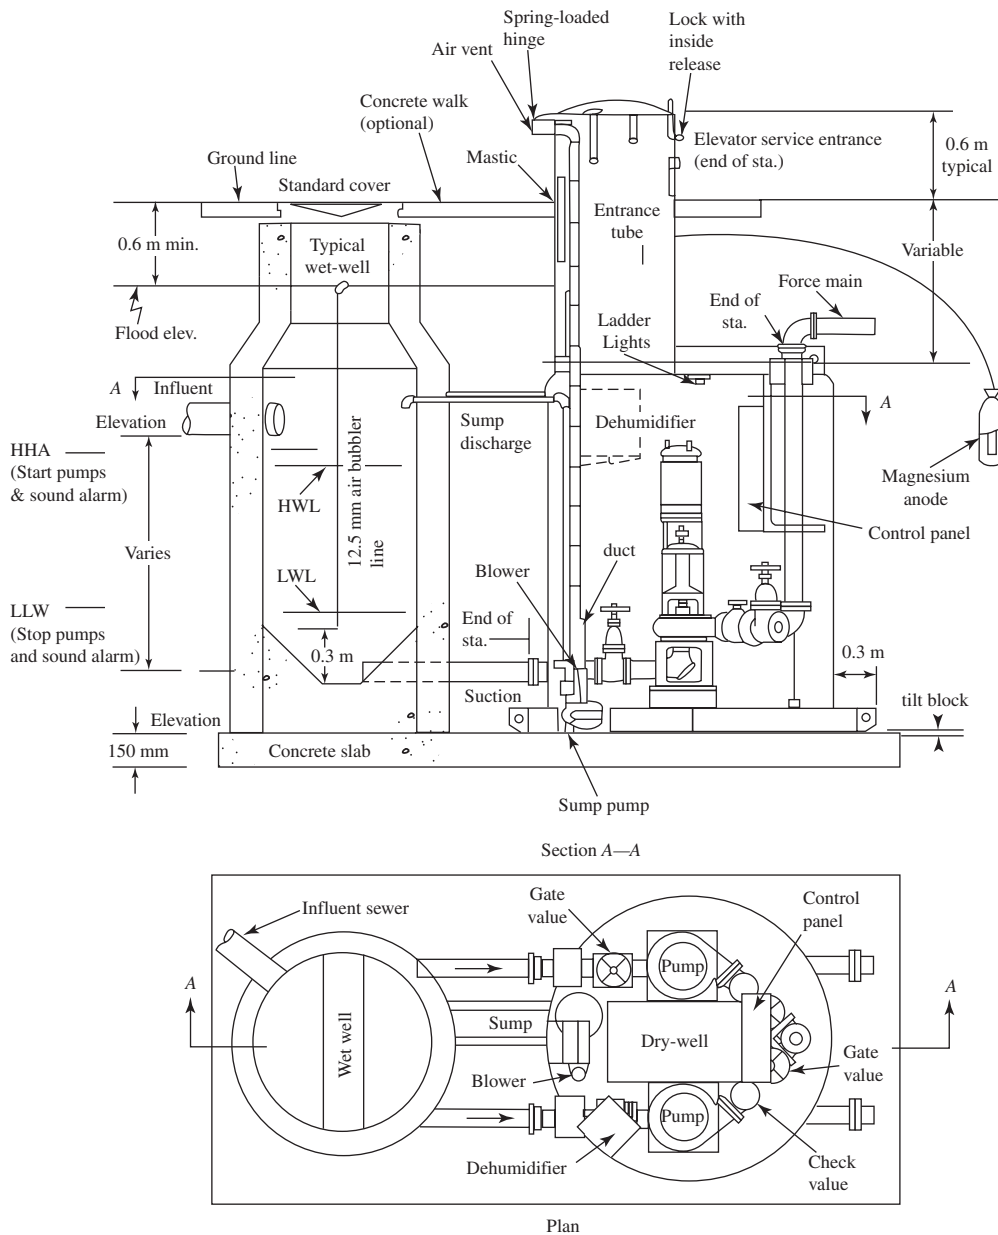 Spring-loaded
hinge
Lock with
inside
release
Air vent
Concrete walk
(optional)
Elevator service entrance
(end of sta.)
0.6 m
typical
Ground line
Mastic
Standard cover
Entrance
tube
0.6 m min.
Typical
wet-well
Variable
Force main
End of
sta.
Flood elev.
Ladder
Lights
A
Influent
A
Elevation
Sump
discharge
Dehumidifier
HHA
(Start pumps
& sound alarm)
Magnesium
anode
HWL
12.5 mm air bubbler
line
Control panel
Varies
duct
Blower
LWL
LLW
(Stop pumps
and sound alarm)
End of
sta.
0.3 m
0.3 m
Suction
tilt block
Elevation
150 mm
Concrete slab
Sump pump
Section A—A
Influent sewer
Gate
value
Control
panel
Pump
A
A
Wet well
Sump
Dry-well
Gate
value
Blower
Pump
Dehumidifier
Check
value
Plan